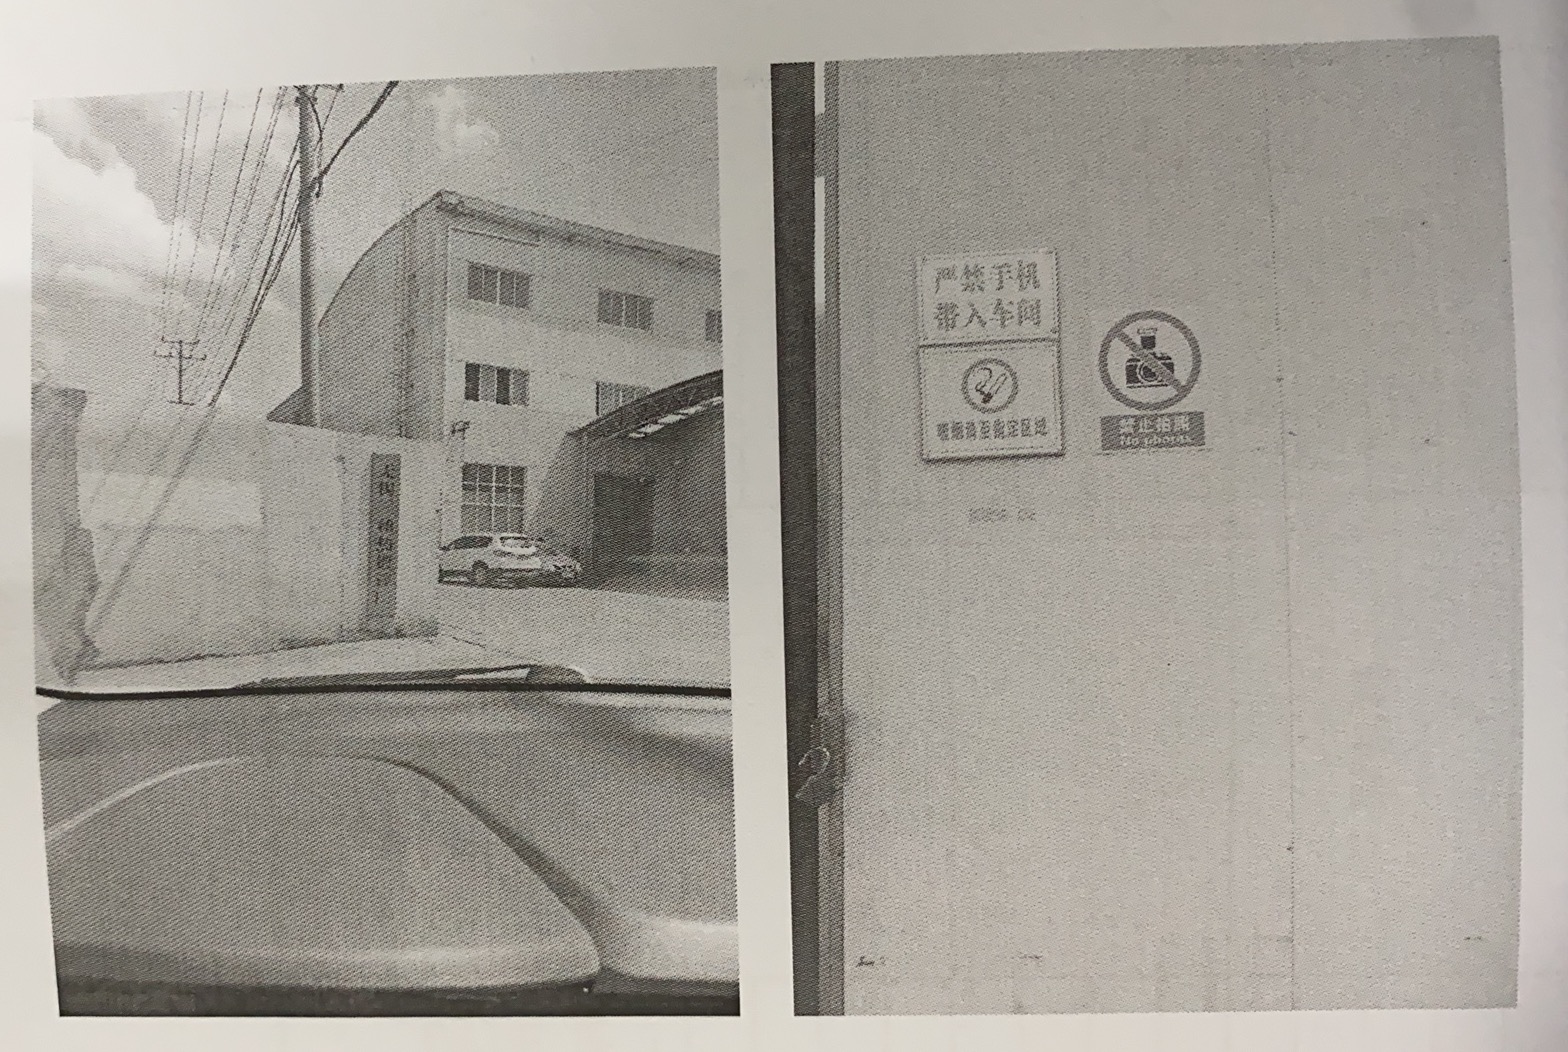 严禁手机
带入车间
吸烟请至指定区域
禁止拍照
No photos